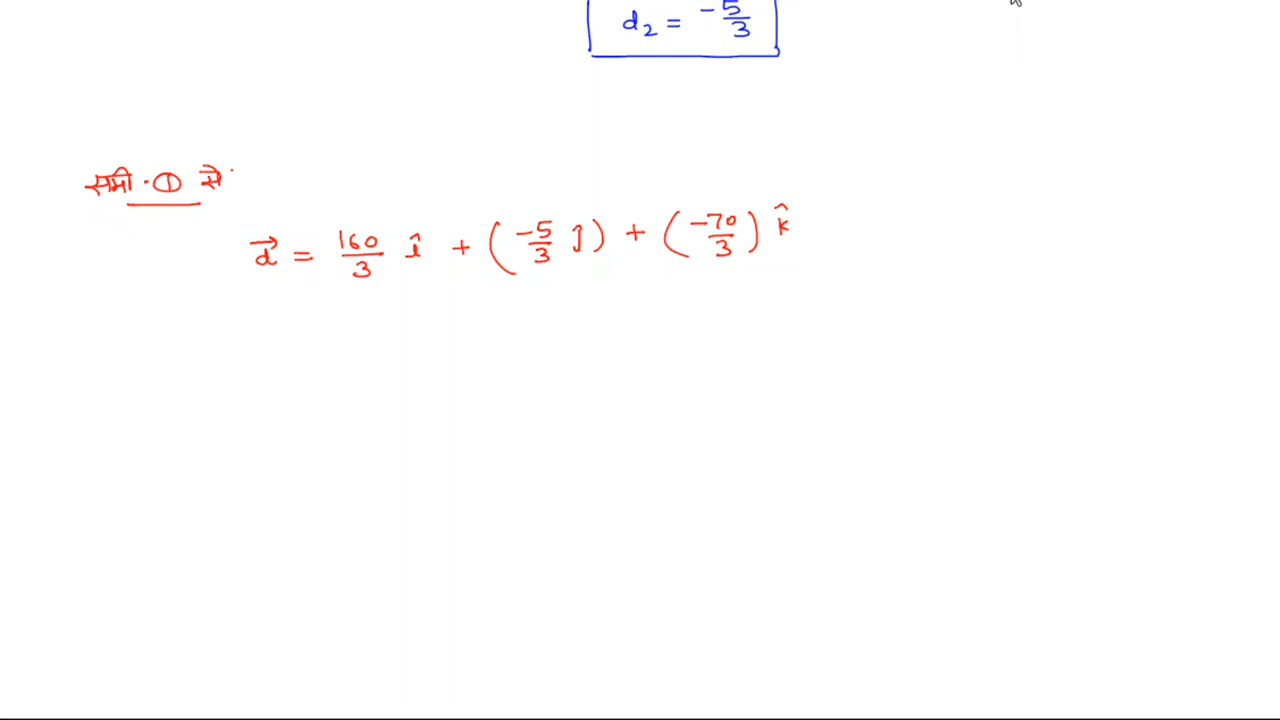 d₂ = -5/3
समी. ① से
d⃗ = 160/3 î + (-5/3 ĵ) + (-70/3) k̂